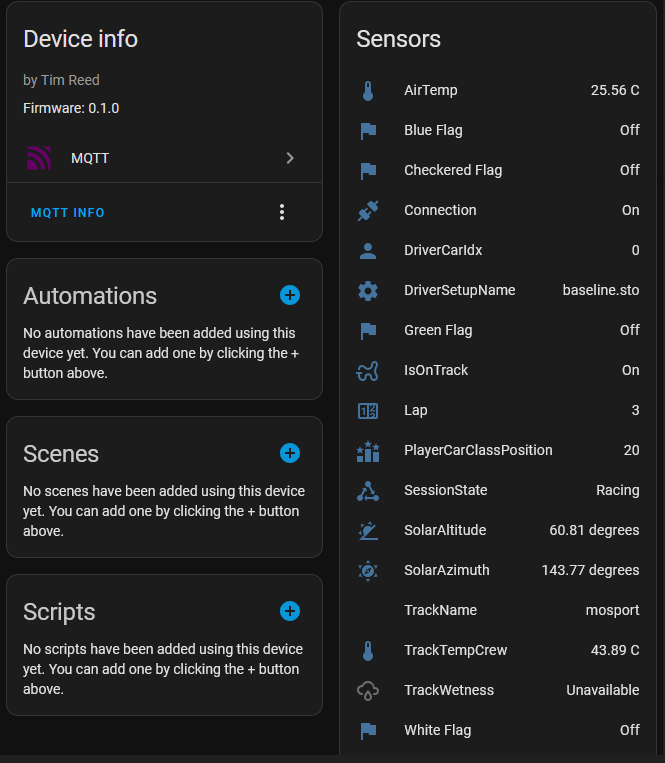 Device info
by Tim Reed
Firmware: 0.1.0
MQTT
MQTT INFO
Automations
No automations have been added using this
device yet. You can add one by clicking the +
button above.
Scenes
No scenes have been added using this device
yet. You can add one by clicking the + button
above.
Scripts
No scripts have been added using this device
yet. You can add one by clicking the + button
above.
Sensors
AirTemp 25.56 C
Blue Flag Off
Checkered Flag Off
Connection On
DriverCarIdx 0
DriverSetupName baseline.sto
Green Flag Off
IsOnTrack On
Lap 3
PlayerCarClassPosition 20
SessionState Racing
SolarAltitude 60.81 degrees
SolarAzimuth 143.77 degrees
TrackName mosport
TrackTempCrew 43.89 C
TrackWetness Unavailable
White Flag Off